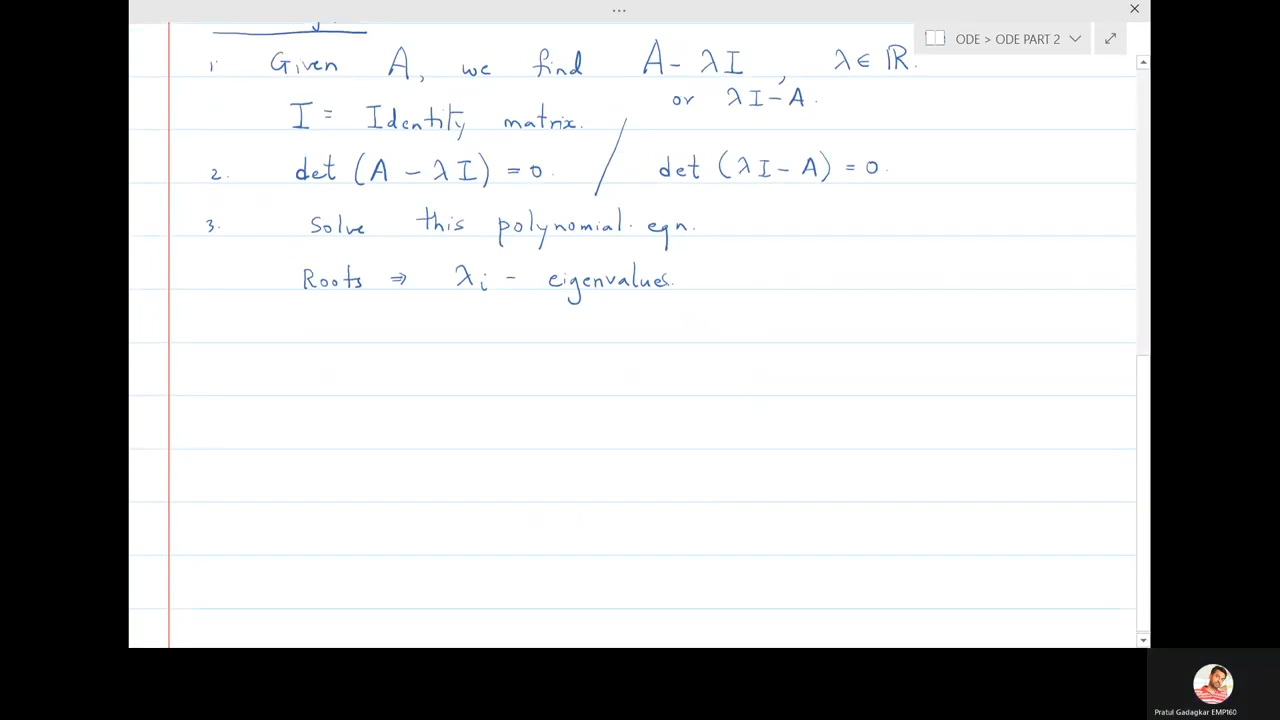 ...
ODE > ODE PART 2
1. Given A, we find A - λI, λ ∈ ℝ.
or λI - A.
I = Identity matrix.
2. det (A - λI) = 0. / det (λI - A) = 0.
3. Solve this polynomial eqn.
Roots ⇒ λi - eigenvalues.
Pratul Gadagkar EMP160